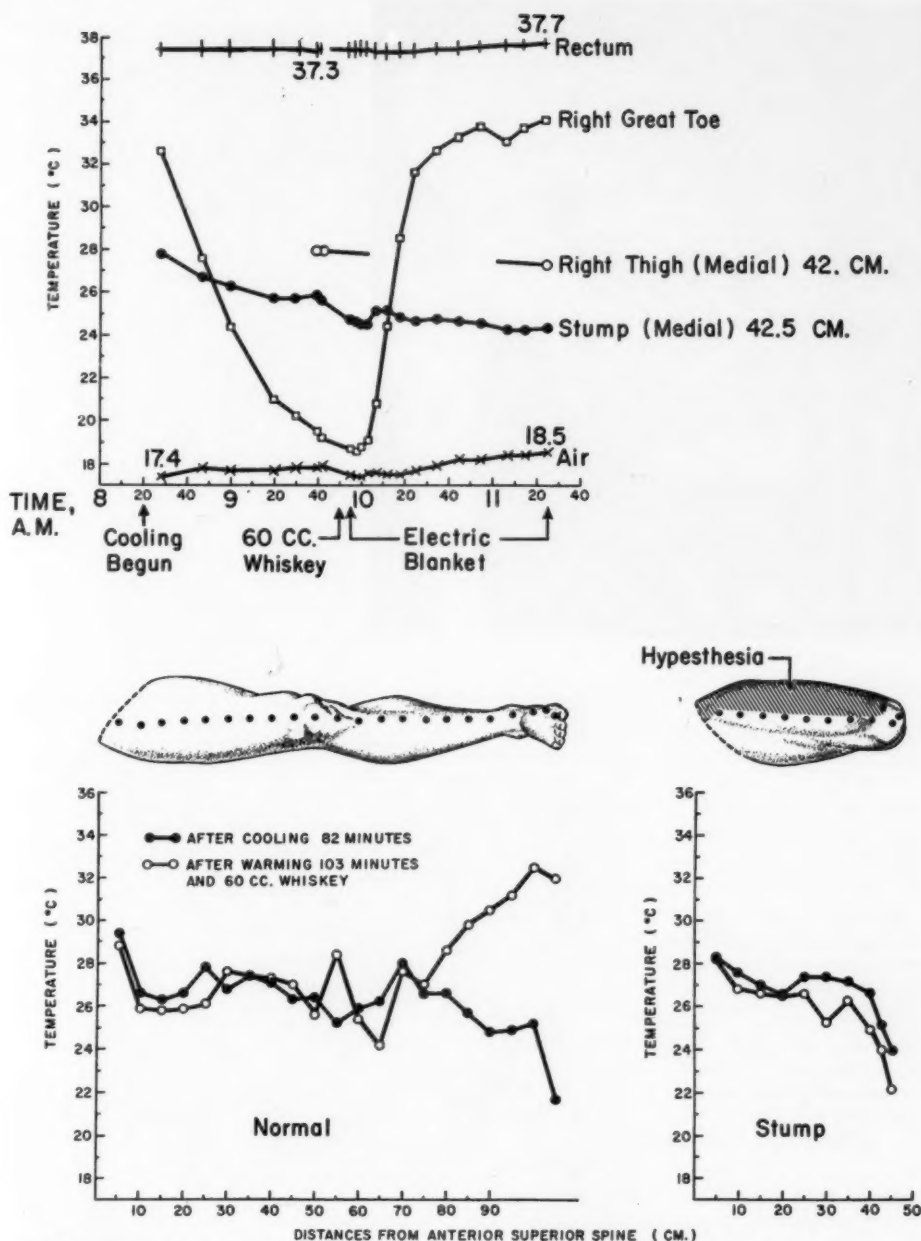 37.7
38
Rectum
36
37.3
34
Right Great Toe
32
TEMPERATURE (°C)
30
28
Right Thigh (Medial) 42. CM.
26
Stump (Medial) 42.5 CM.
24
22
20
18.5
17.4
Air
18
TIME, A.M.
8 20 40 9 20 40 10 20 40 11 20 40
Cooling Begun
60 CC. Whiskey
Electric Blanket
Hypesthesia
36
34
AFTER COOLING 82 MINUTES
32
AFTER WARMING 103 MINUTES
AND 60 CC. WHISKEY
30
TEMPERATURE (°C)
28
26
24
22
20
18
Normal
10 20 30 40 50 60 70 80 90
36
34
32
30
TEMPERATURE (°C)
28
26
24
22
20
18
Stump
10 20 30 40 50
DISTANCES FROM ANTERIOR SUPERIOR SPINE (CM.)